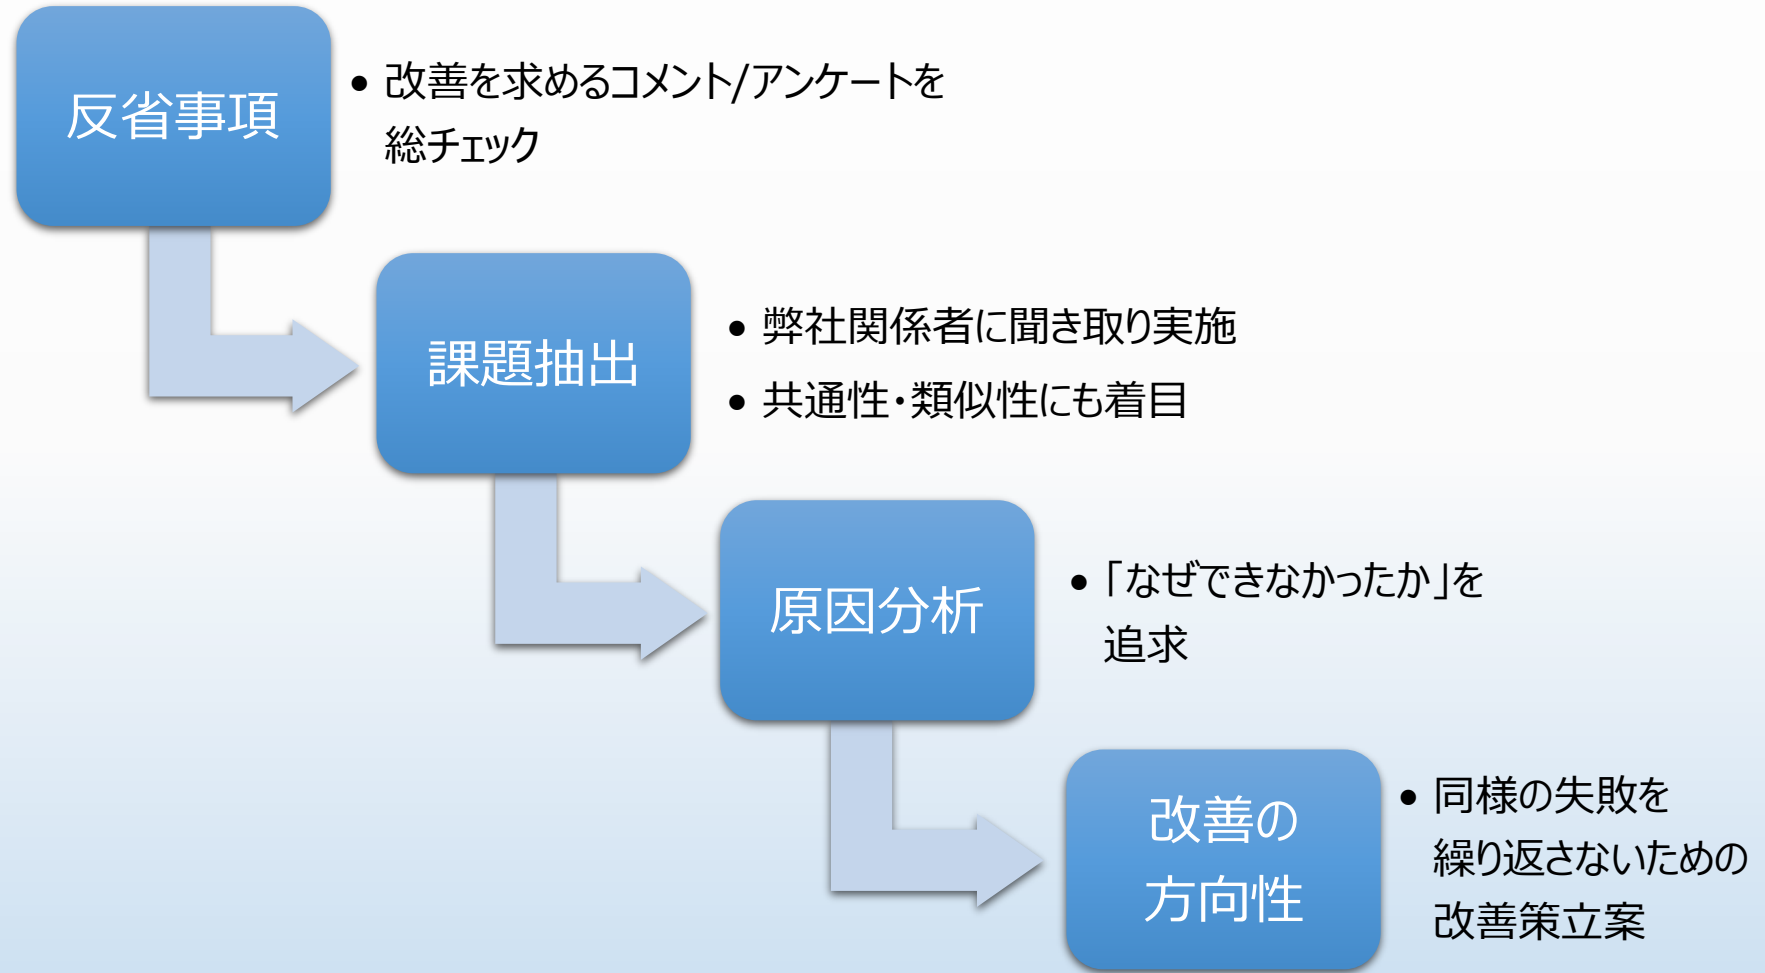 反省事項
• 改善を求めるコメント/アンケートを
総チェック
課題抽出
• 弊社関係者に聞き取り実施
• 共通性・類似性にも着目
原因分析
• 「なぜできなかったか」を
追求
改善の
方向性
• 同様の失敗を
繰り返さないための
改善策立案